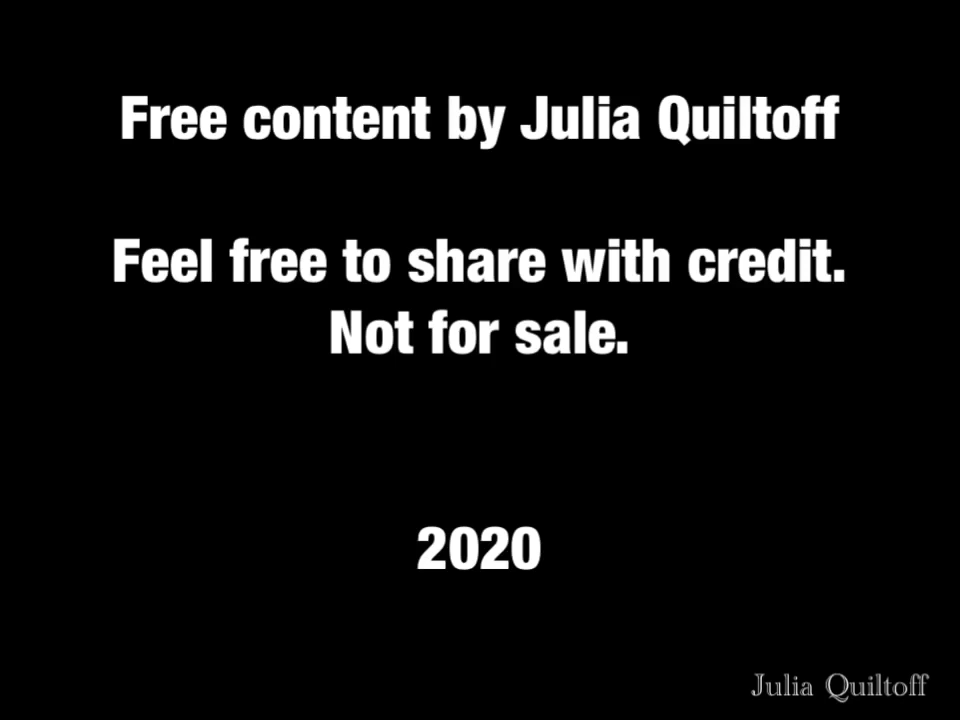 Free content by Julia Quiltoff
Feel free to share with credit.
Not for sale.
2020
Julia Quiltoff